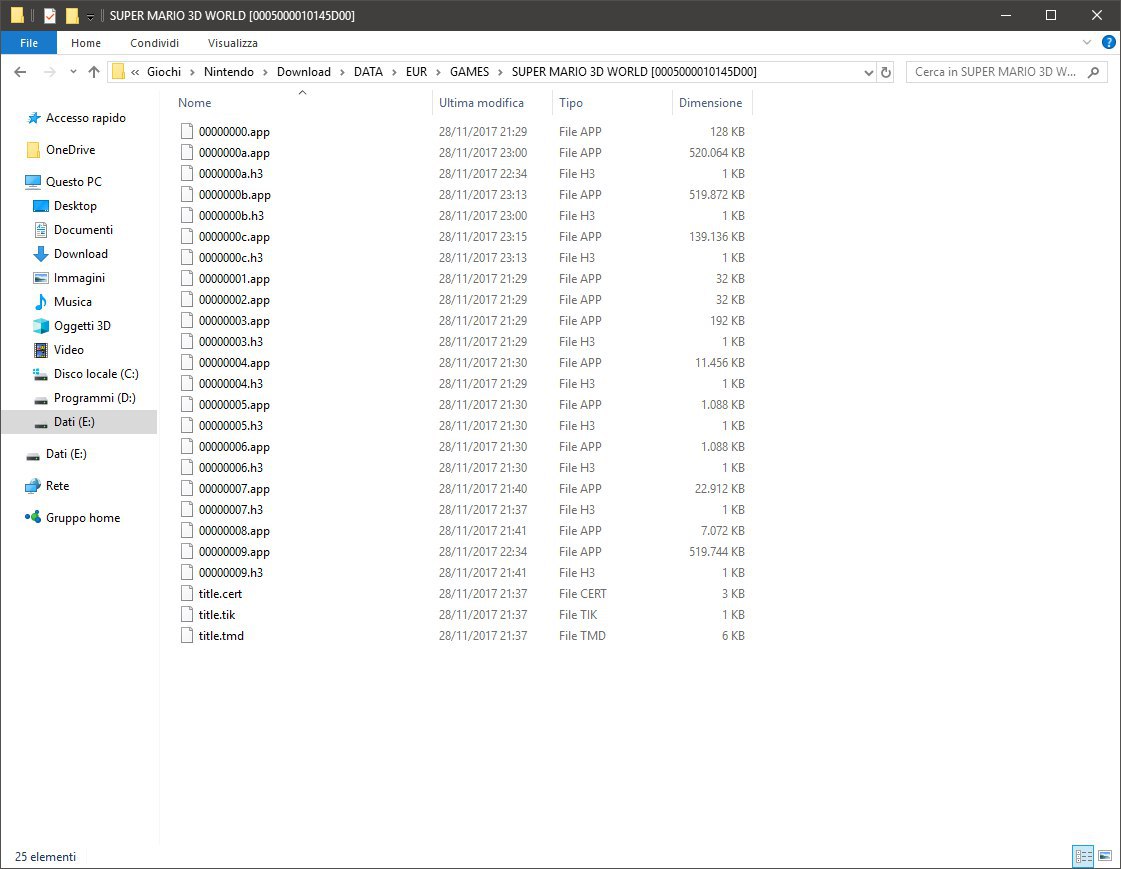 SUPER MARIO 3D WORLD [0005000010145D00]
File Home Condividi Visualizza
« Giochi > Nintendo > Download > DATA > EUR > GAMES > SUPER MARIO 3D WORLD [0005000010145D00]
Cerca in SUPER MARIO 3D W...
Nome Ultima modifica Tipo Dimensione
Accesso rapido
OneDrive
Questo PC
Desktop
Documenti
Download
Immagini
Musica
Oggetti 3D
Video
Disco locale (C:)
Programmi (D:)
Dati (E:)
Dati (E:)
Rete
Gruppo home
00000000.app 28/11/2017 21:29 File APP 128 KB
0000000a.app 28/11/2017 23:00 File APP 520.064 KB
0000000a.h3 28/11/2017 22:34 File H3 1 KB
0000000b.app 28/11/2017 23:13 File APP 519.872 KB
0000000b.h3 28/11/2017 23:00 File H3 1 KB
0000000c.app 28/11/2017 23:15 File APP 139.136 KB
0000000c.h3 28/11/2017 23:13 File H3 1 KB
00000001.app 28/11/2017 21:29 File APP 32 KB
00000002.app 28/11/2017 21:29 File APP 32 KB
00000003.app 28/11/2017 21:29 File APP 192 KB
00000003.h3 28/11/2017 21:29 File H3 1 KB
00000004.app 28/11/2017 21:30 File APP 11.456 KB
00000004.h3 28/11/2017 21:29 File H3 1 KB
00000005.app 28/11/2017 21:30 File APP 1.088 KB
00000005.h3 28/11/2017 21:30 File H3 1 KB
00000006.app 28/11/2017 21:30 File APP 1.088 KB
00000006.h3 28/11/2017 21:30 File H3 1 KB
00000007.app 28/11/2017 21:40 File APP 22.912 KB
00000007.h3 28/11/2017 21:37 File H3 1 KB
00000008.app 28/11/2017 21:41 File APP 7.072 KB
00000009.app 28/11/2017 22:34 File APP 519.744 KB
00000009.h3 28/11/2017 21:41 File H3 1 KB
title.cert 28/11/2017 21:37 File CERT 3 KB
title.tik 28/11/2017 21:37 File TIK 1 KB
title.tmd 28/11/2017 21:37 File TMD 6 KB
25 elementi